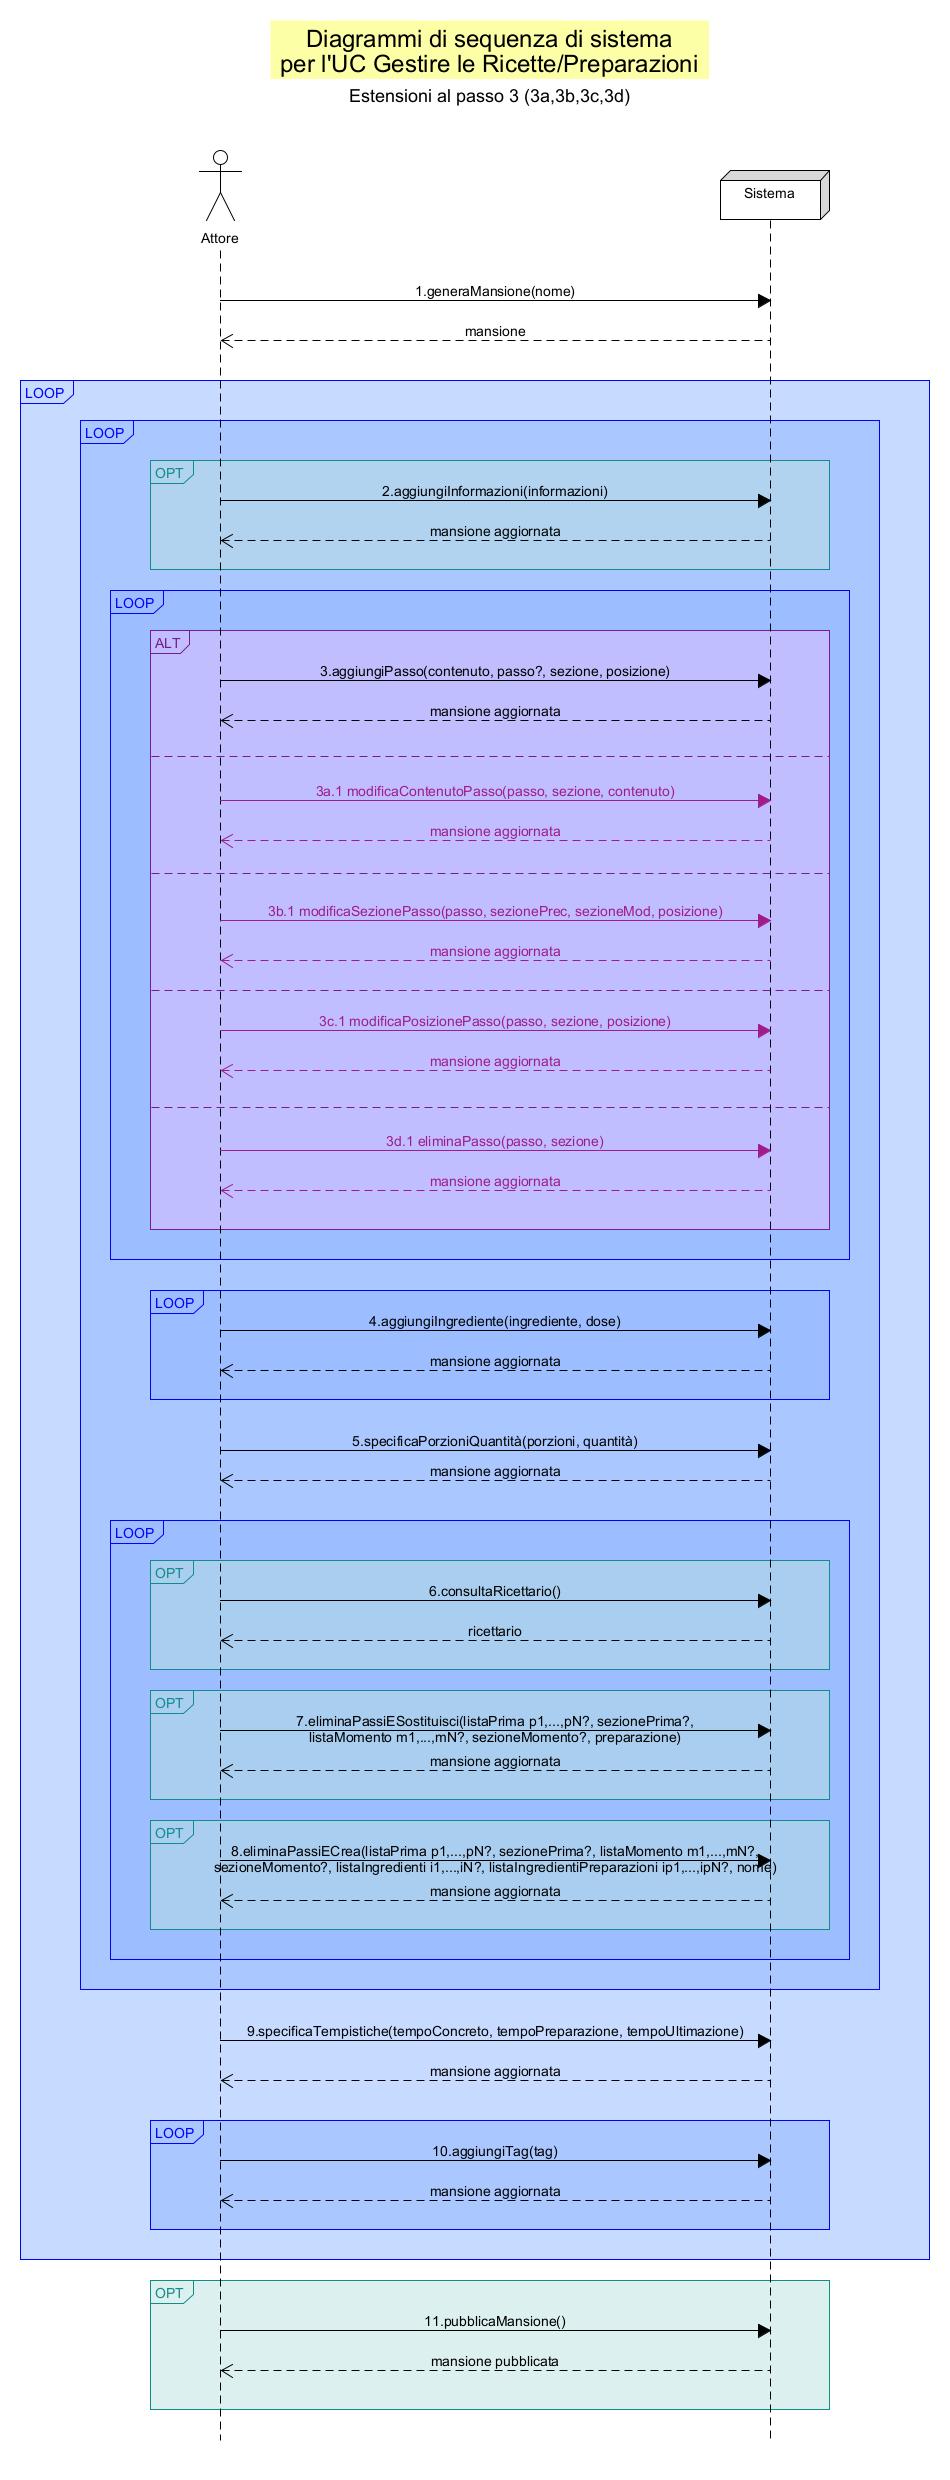 Diagrammi di sequenza di sistema
per l'UC Gestire le Ricette/Preparazioni
Estensioni al passo 3 (3a,3b,3c,3d)
Sistema
Attore
1.generaMansione(nome)
mansione
LOOP
LOOP
OPT
2.aggiungiInformazioni(informazioni)
mansione aggiornata
LOOP
ALT
3.aggiungiPasso(contenuto, passo?, sezione, posizione)
mansione aggiornata
3a.1 modificaContenutoPasso(passo, sezione, contenuto)
mansione aggiornata
3b.1 modificaSezionePasso(passo, sezionePrec, sezioneMod, posizione)
mansione aggiornata
3c.1 modificaPosizionePasso(passo, sezione, posizione)
mansione aggiornata
3d.1 eliminaPasso(passo, sezione)
mansione aggiornata
LOOP
4.aggiungiIngrediente(ingrediente, dose)
mansione aggiornata
5.specificaPorzioniQuantità(porzioni, quantità)
mansione aggiornata
LOOP
OPT
6.consultaRicettario()
ricettario
OPT
7.eliminaPassiESostituisci(listaPrima p1,...,pN?, sezionePrima?,
listaMomento m1,...,mN?, sezioneMomento?, preparazione)
mansione aggiornata
OPT
8.eliminaPassiECrea(listaPrima p1,...,pN?, sezionePrima?, listaMomento m1,...,mN?,
sezioneMomento?, listaIngredienti i1,...,iN?, listaIngredientiPreparazioni ip1,...,ipN?, nome)
mansione aggiornata
9.specificaTempistiche(tempoConcreto, tempoPreparazione, tempoUltimazione)
mansione aggiornata
LOOP
10.aggiungiTag(tag)
mansione aggiornata
OPT
11.pubblicaMansione()
mansione pubblicata